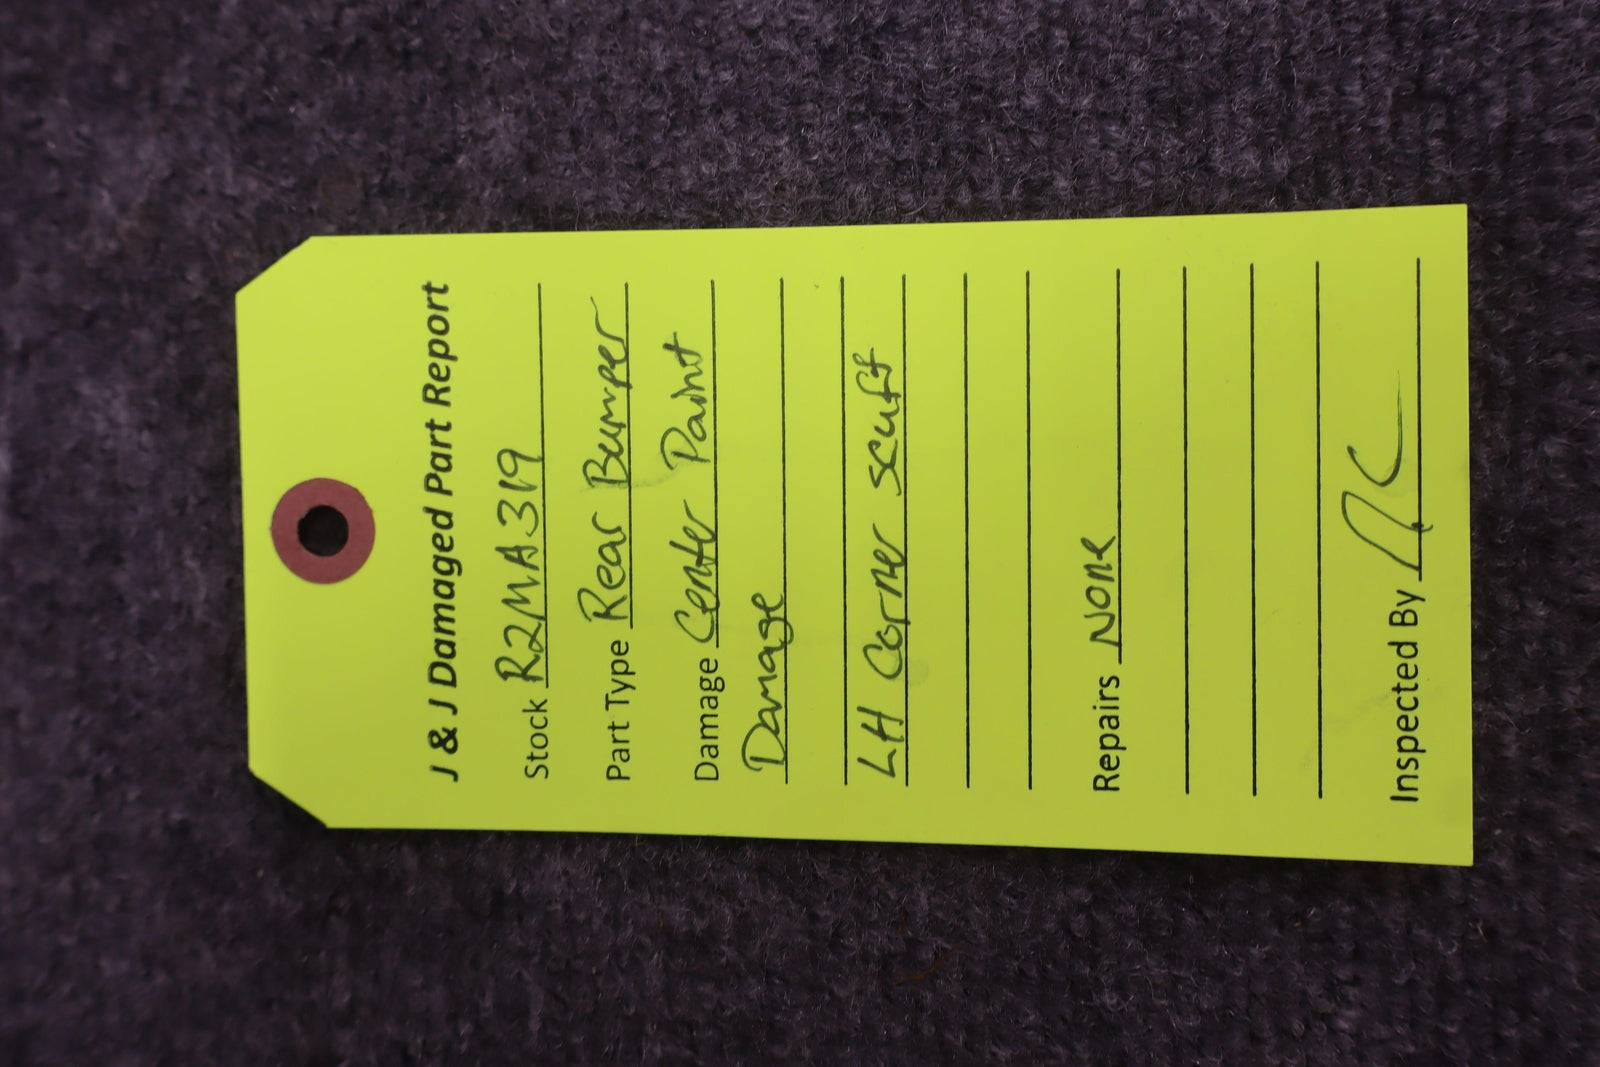 J & J Damaged Part Report
Stock R2MA319
Part Type Rear Bumper
Damage Center Paint
Damage
LH Corner scuff
Repairs None
Inspected By